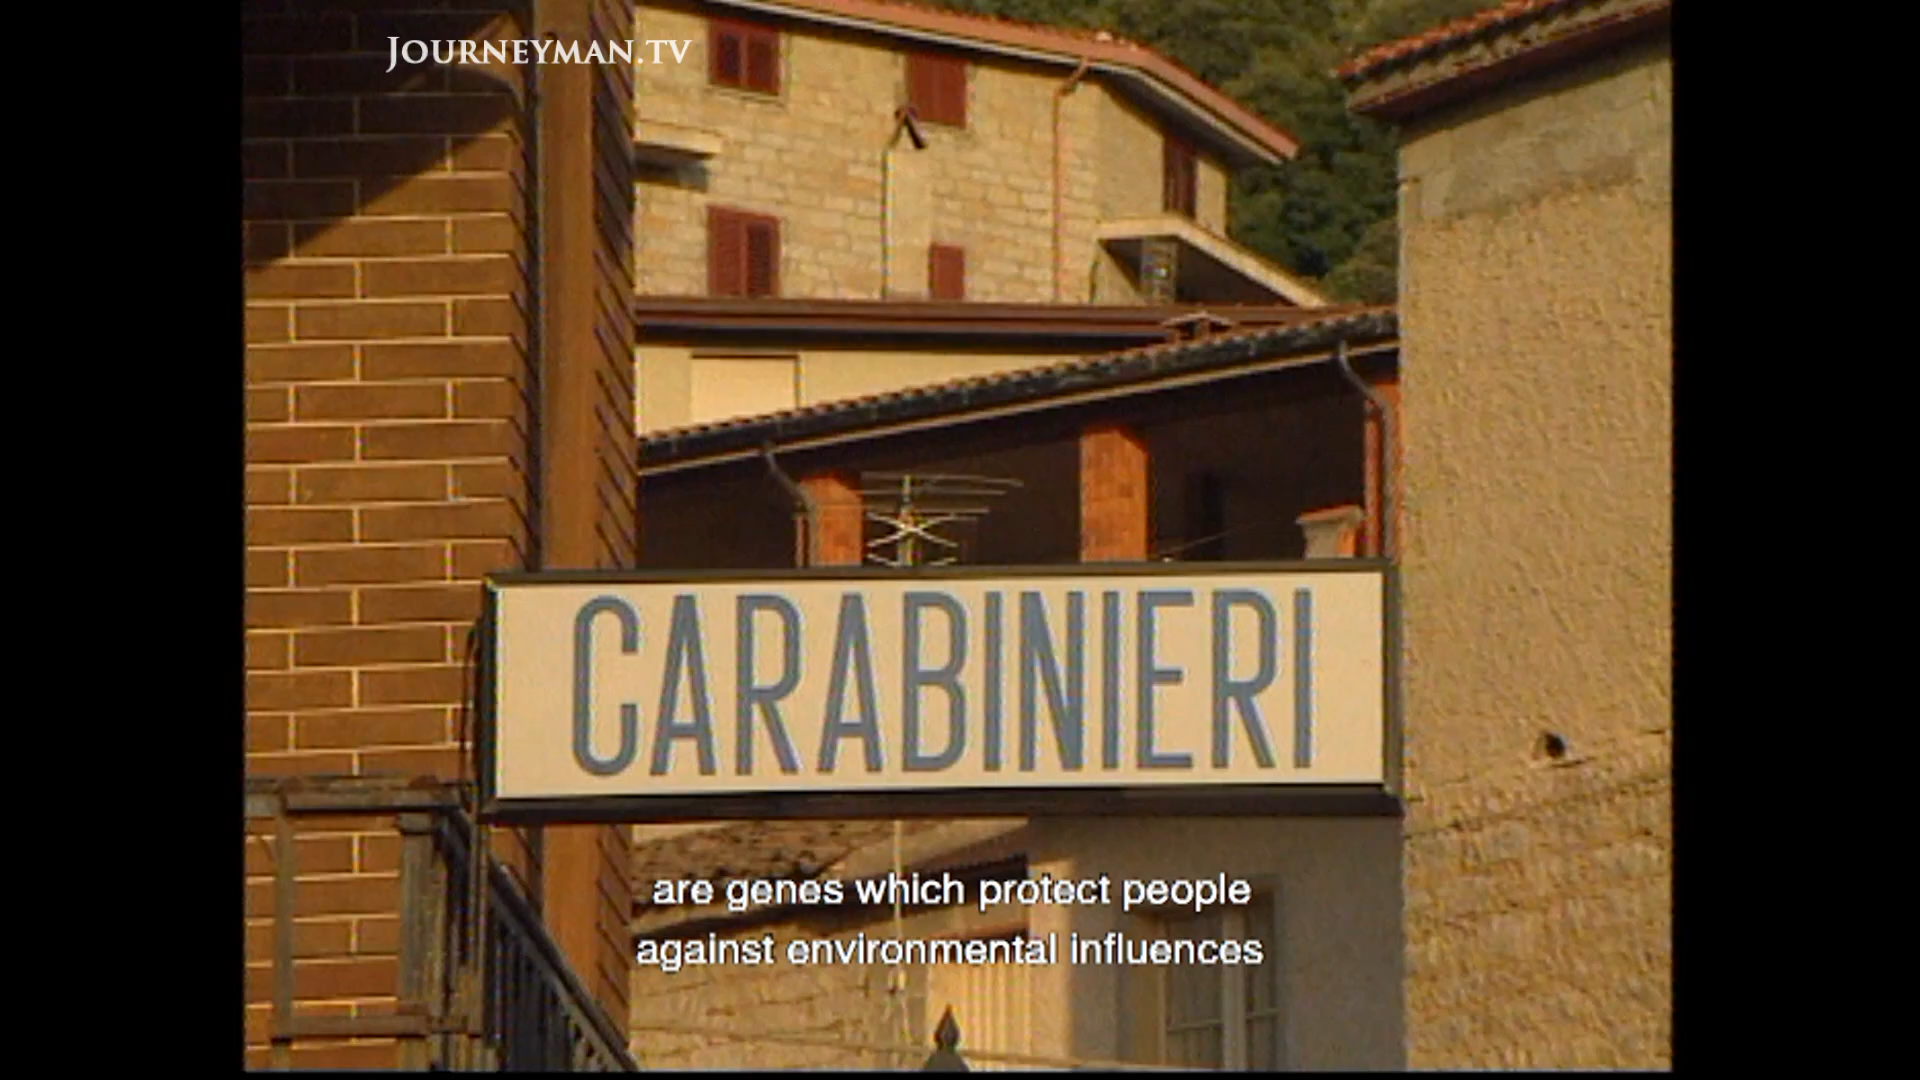 JOURNEYMAN.TV
CARABINIERI
are genes which protect people
against environmental influences